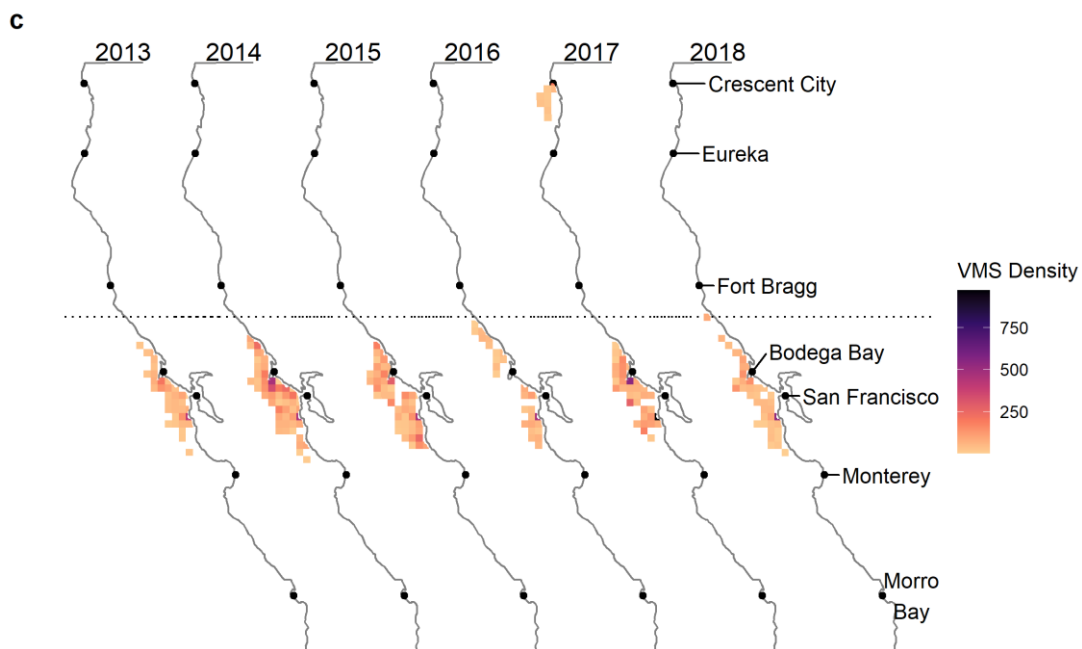 c
2013 2014 2015 2016 2017 2018
Crescent City
Eureka
VMS Density
Fort Bragg
750
Bodega Bay
500
San Francisco
250
Monterey
Morro
Bay